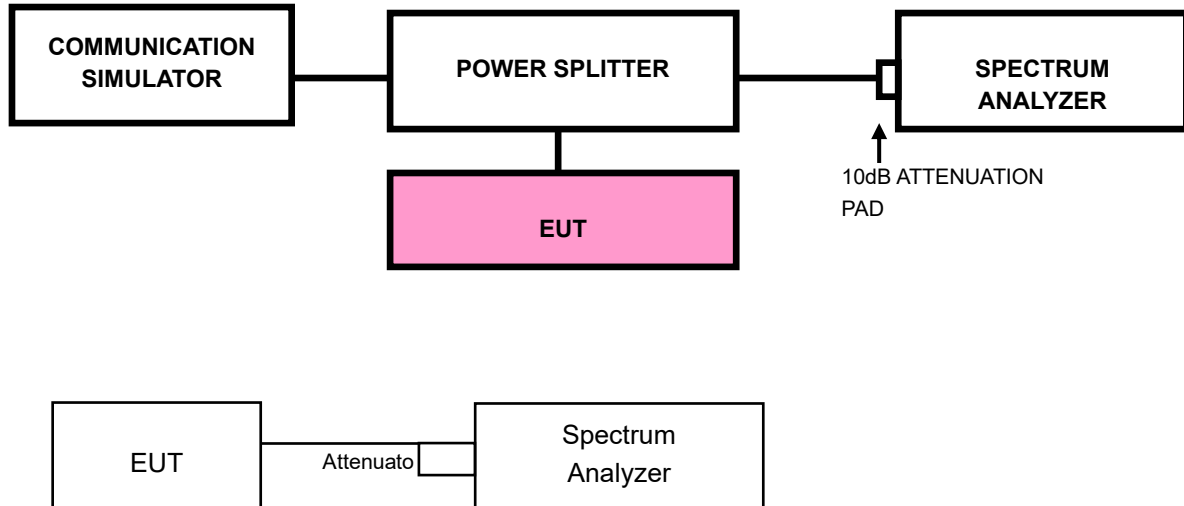 COMMUNICATION
SIMULATOR
POWER SPLITTER
SPECTRUM
ANALYZER
10dB ATTENUATION
PAD
EUT
EUT
Attenuato
Spectrum
Analyzer